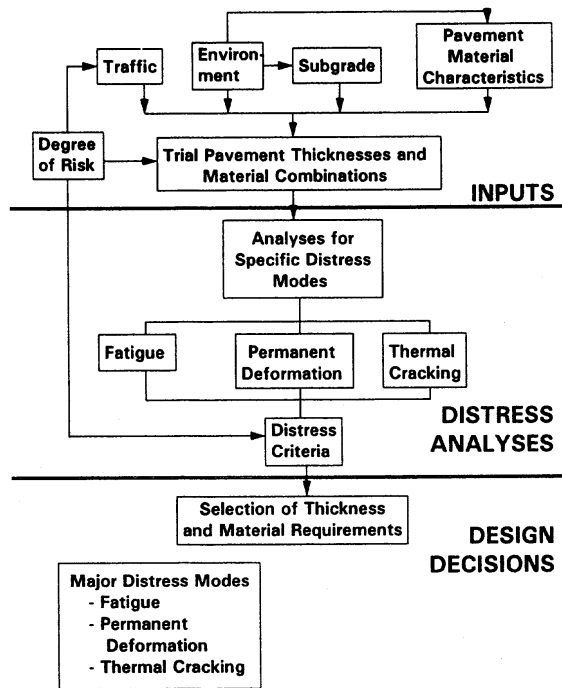 Traffic
Environ-
ment
Subgrade
Pavement
Material
Characteristics
Degree
of Risk
Trial Pavement Thicknesses and
Material Combinations
INPUTS
Analyses for
Specific Distress
Modes
Fatigue
Permanent
Deformation
Thermal
Cracking
Distress
Criteria
DISTRESS
ANALYSES
Selection of Thickness
and Material Requirements
DESIGN
DECISIONS
Major Distress Modes
- Fatigue
- Permanent
Deformation
- Thermal Cracking